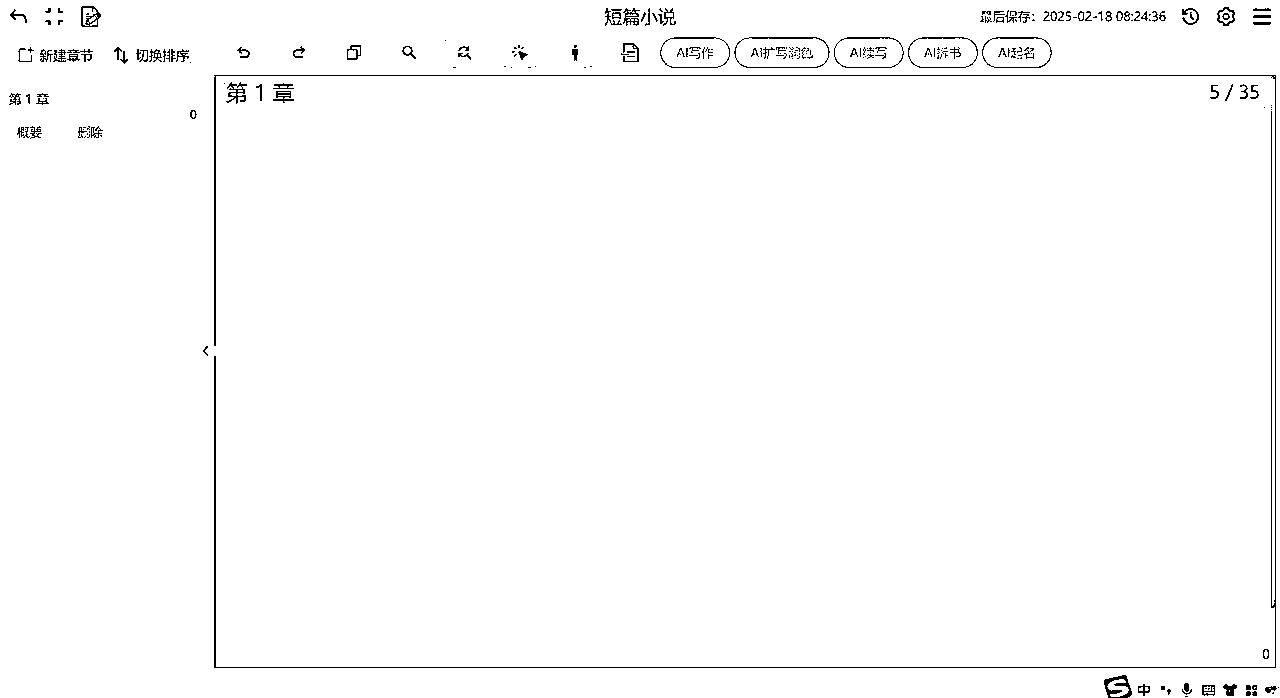 短篇小说
最后保存：2025-02-18 08:24:36
新建章节 切换排序
AI写作 AI扩写润色 AI续写 AI拆书 AI起名
第 1 章
0
概要 删除
第 1 章
5 / 35
0
中